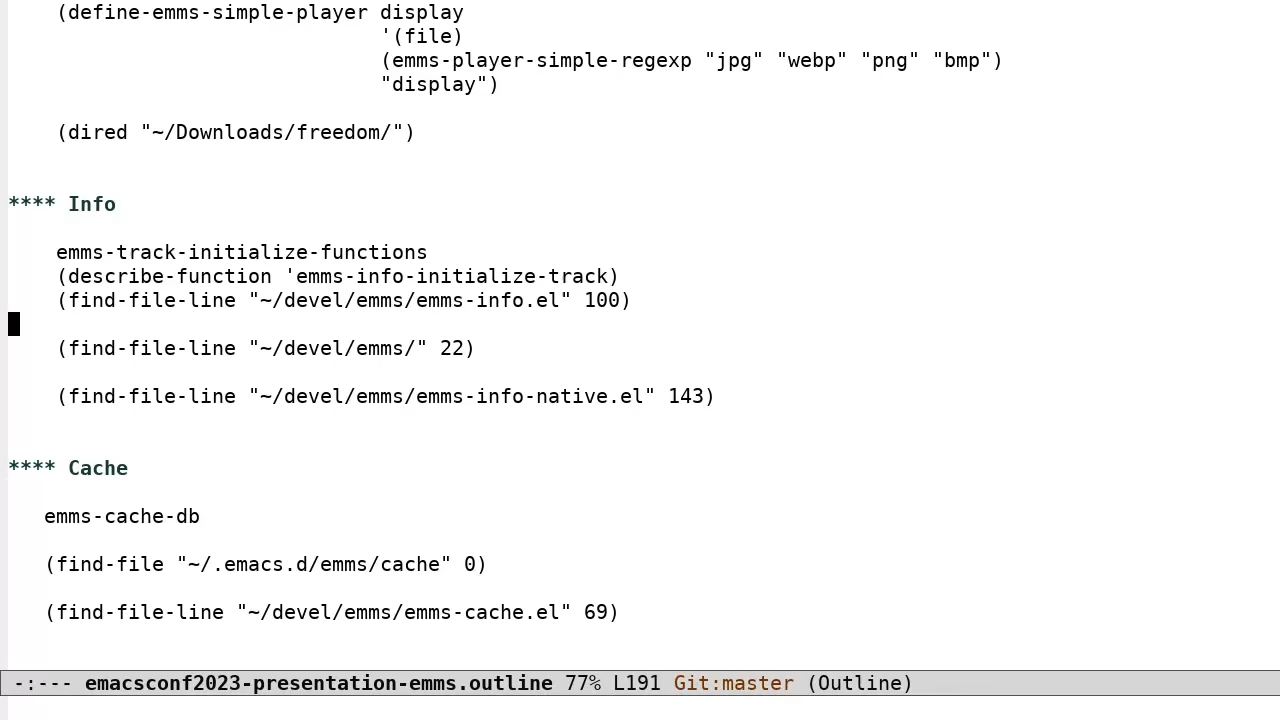 (define-emms-simple-player display
'(file)
(emms-player-simple-regexp "jpg" "webp" "png" "bmp")
"display")
(dired "~/Downloads/freedom/")
**** Info
emms-track-initialize-functions
(describe-function 'emms-info-initialize-track)
(find-file-line "~/devel/emms/emms-info.el" 100)
(find-file-line "~/devel/emms/" 22)
(find-file-line "~/devel/emms/emms-info-native.el" 143)
**** Cache
emms-cache-db
(find-file "~/.emacs.d/emms/cache" 0)
(find-file-line "~/devel/emms/emms-cache.el" 69)
-:--- emacsconf2023-presentation-emms.outline 77% L191 Git:master (Outline)